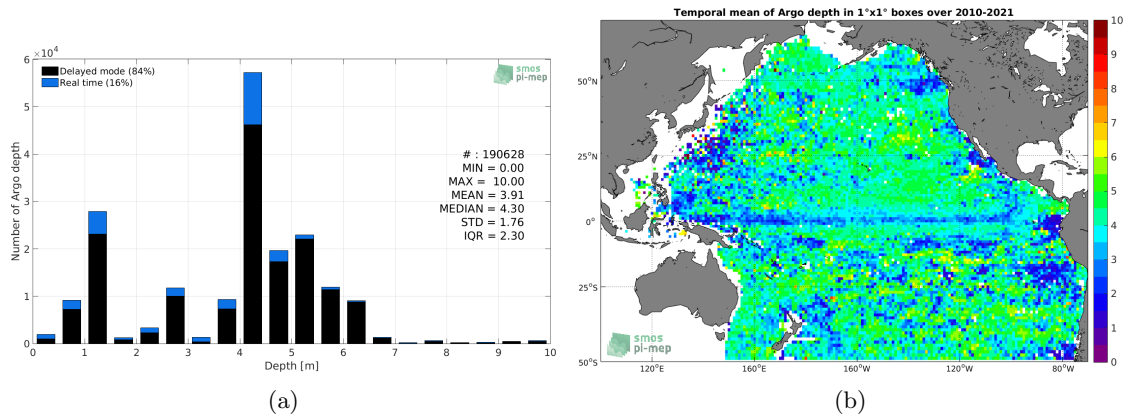 ×10⁴
6
5
4
3
2
1
0
Number of Argo depth
Delayed mode (84%)
Real time (16%)
smos
pi-mep
# : 190628
MIN = 0.00
MAX = 10.00
MEAN = 3.91
MEDIAN = 4.30
STD = 1.76
IQR = 2.30
0 1 2 3 4 5 6 7 8 9 10
Depth [m]
(a)
Temporal mean of Argo depth in 1°x1° boxes over 2010-2021
50°N
25°N
0°
25°S
50°S
smos
pi-mep
120°E 160°E 160°W 120°W 80°W
10
9
8
7
6
5
4
3
2
1
0
(b)